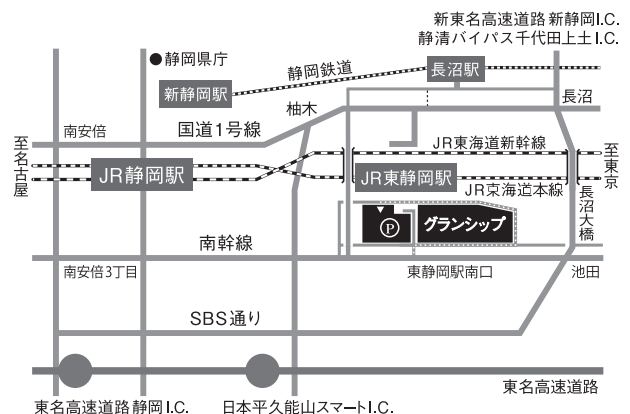 新東名高速道路 新静岡I.C.
静清バイパス千代田上土I.C.
●静岡県庁
静岡鉄道
長沼駅
新静岡駅
柚木
長沼
南安倍
国道1号線
JR東海道新幹線
至名古屋
至東京
JR静岡駅
JR東静岡駅
JR東海道本線
長沼大橋
P
グランシップ
南幹線
南安倍3丁目
東静岡駅南口
池田
SBS通り
東名高速道路
東名高速道路 静岡I.C.
日本平久能山スマートI.C.